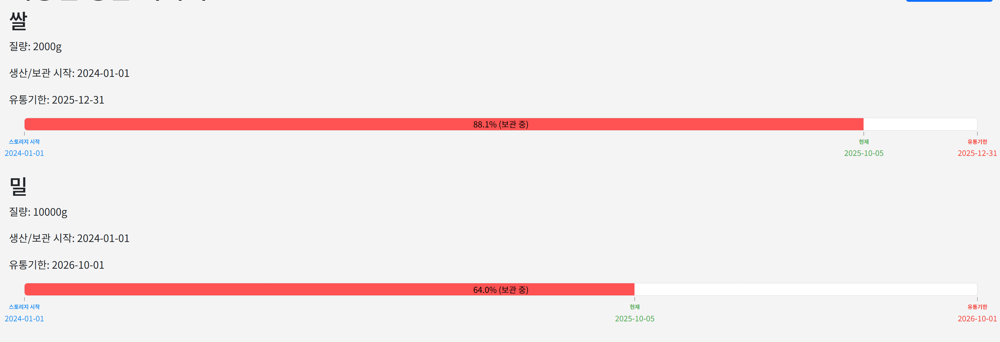 쌀
질량: 2000g
생산/보관 시작: 2024-01-01
유통기한: 2025-12-31
88.1% (보관 중)
스토리지 시작
2024-01-01
현재
2025-10-05
유통기한
2025-12-31
밀
질량: 10000g
생산/보관 시작: 2024-01-01
유통기한: 2026-10-01
64.0% (보관 중)
스토리지 시작
2024-01-01
현재
2025-10-05
유통기한
2026-10-01